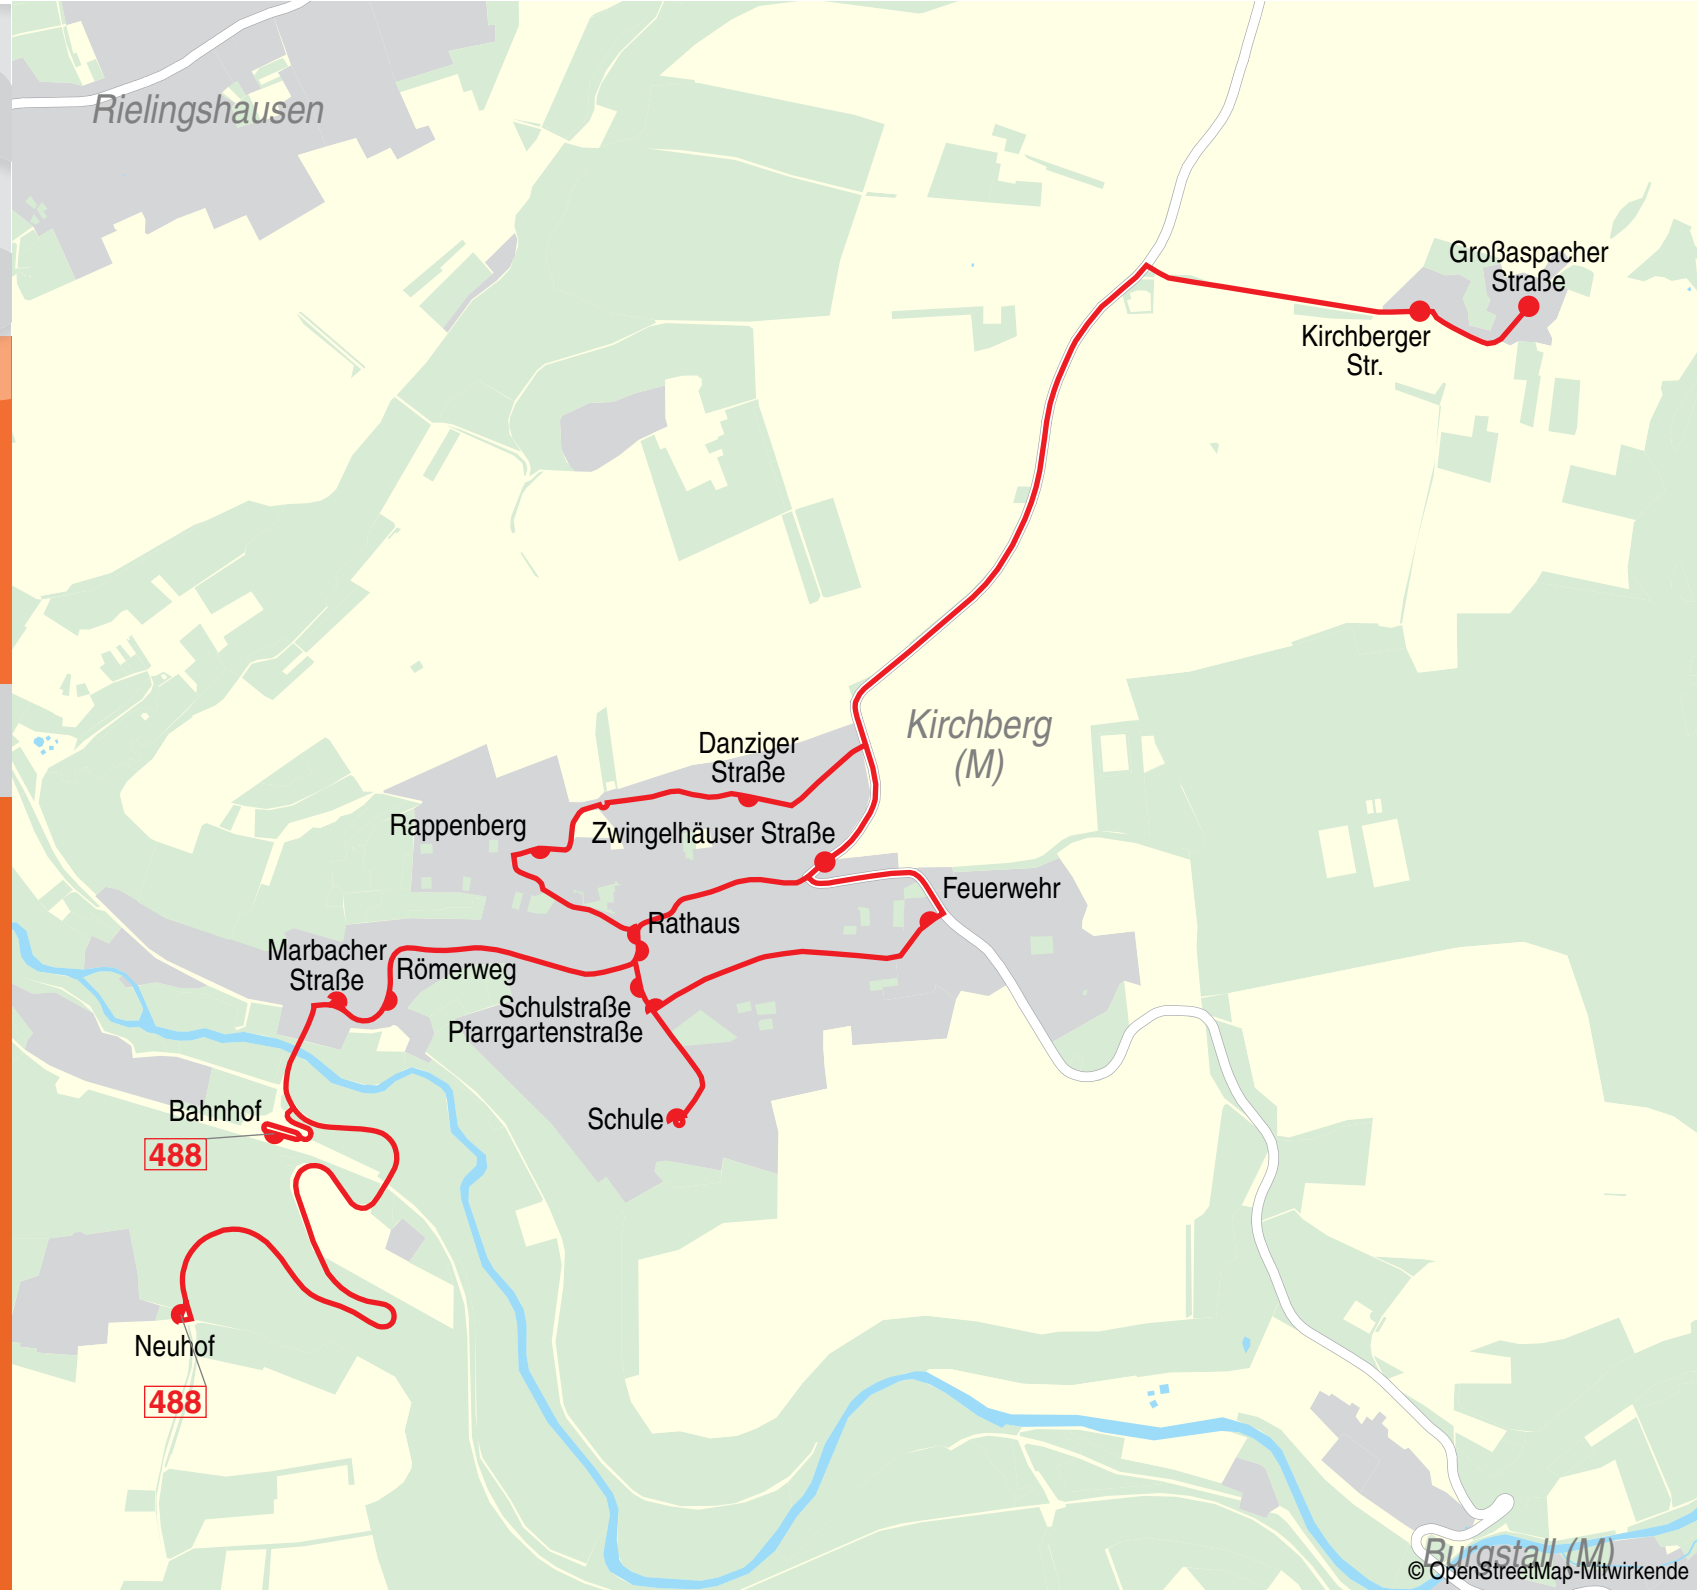 Rielingshausen
Großaspacher
Straße
Kirchberger
Str.
Kirchberg
(M)
Danziger
Straße
Rappenberg
Zwingelhäuser Straße
Feuerwehr
Rathaus
Marbacher
Straße
Römerweg
Schulstraße
Pfarrgartenstraße
Bahnhof
Schule
488
Neuhof
488
Burgstall (M)
© OpenStreetMap-Mitwirkende